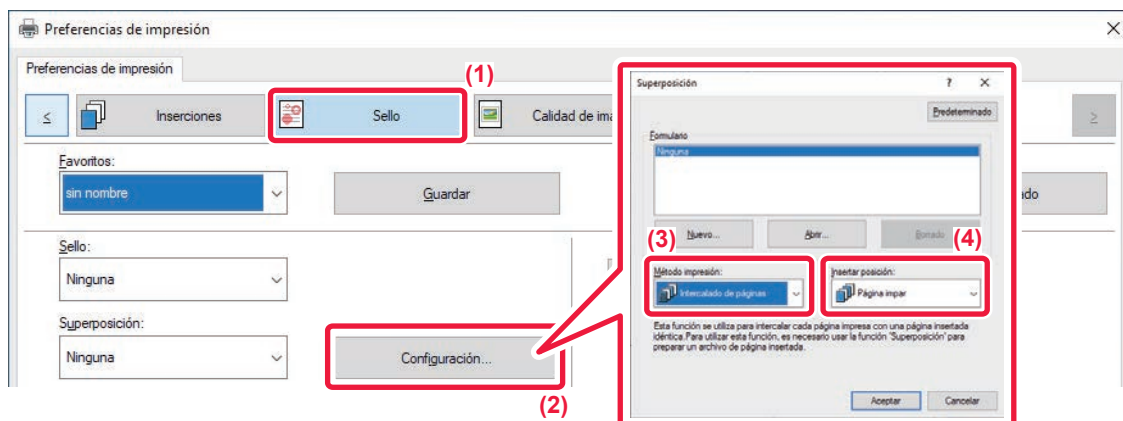 Preferencias de impresión
Preferencias de impresión
(1)
Inserciones
Sello
Calidad de ima
Favoritos:
sin nombre
Guardar
do
Sello:
Ninguna
Superposición:
Ninguna
Configuración...
(2)
Superposición
Predeterminado
Formulario
Ninguna
Nuevo...
Abrir...
Borrado
(3)
(4)
Método impresión:
Insertar posición:
Intercalado de páginas
Página impar
Esta función se utiliza para intercalar cada página impresa con una página insertada
idéntica.Para utilizar esta función, es necesario usar la función 'Superposición' para
preparar un archivo de página insertada.
Aceptar
Cancelar